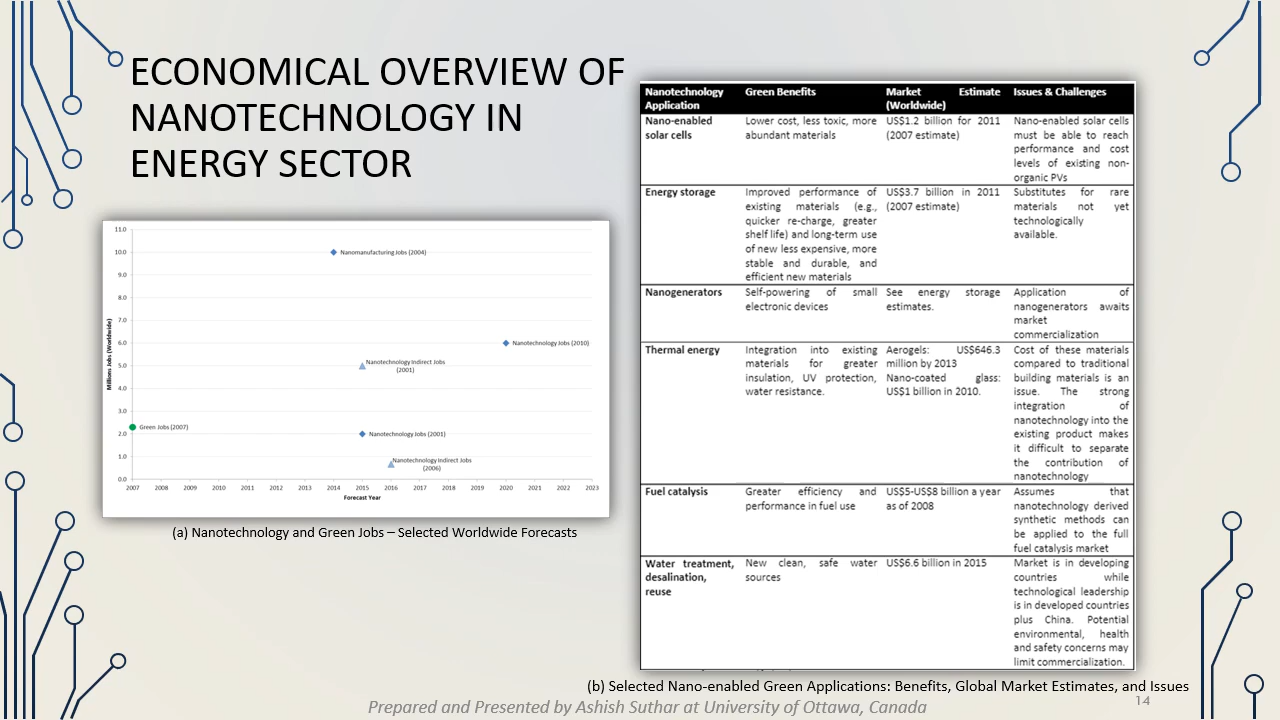 ECONOMICAL OVERVIEW OF
NANOTECHNOLOGY IN
ENERGY SECTOR
11.0
10.0
9.0
8.0
7.0
6.0
5.0
4.0
3.0
2.0
1.0
0.0
Millions Jobs (Worldwide)
Nanomanufacturing Jobs (2004)
Nanotechnology Jobs (2010)
Nanotechnology Indirect Jobs
(2001)
Green Jobs (2007)
Nanotechnology Jobs (2001)
Nanotechnology Indirect Jobs
(2006)
2007 2008 2009 2010 2011 2012 2013 2014 2015 2016 2017 2018 2019 2020 2021 2022 2023
Forecast Year
(a) Nanotechnology and Green Jobs – Selected Worldwide Forecasts
Nanotechnology
Application
Green Benefits
Market Estimate
(Worldwide)
Issues & Challenges
Nano-enabled
solar cells
Lower cost, less toxic, more
abundant materials
US$1.2 billion for 2011
(2007 estimate)
Nano-enabled solar cells
must be able to reach
performance and cost
levels of existing non-
organic PVs
Energy storage
Improved performance of
existing materials (e.g.,
quicker re-charge, greater
shelf life) and long-term use
of new less expensive, more
stable and durable, and
efficient new materials
US$3.7 billion in 2011
(2007 estimate)
Substitutes for rare
materials not yet
technologically
available.
Nanogenerators
Self-powering of small
electronic devices
See energy storage
estimates.
Application of
nanogenerators awaits
market
commercialization
Thermal energy
Integration into existing
materials for greater
insulation, UV protection,
water resistance.
Aerogels: US$646.3
million by 2013
Nano-coated glass:
US$1 billion in 2010.
Cost of these materials
compared to traditional
building materials is an
issue. The strong
integration of
nanotechnology into the
existing product makes
it difficult to separate
the contribution of
nanotechnology
Fuel catalysis
Greater efficiency and
performance in fuel use
US$5-US$8 billion a year
as of 2008
Assumes that
nanotechnology derived
synthetic methods can
be applied to the full
fuel catalysis market
Water treatment,
desalination,
reuse
New clean, safe water
sources
US$6.6 billion in 2015
Market is in developing
countries while
technological leadership
is in developed countries
plus China. Potential
environmental, health
and safety concerns may
limit commercialization.
(b) Selected Nano-enabled Green Applications: Benefits, Global Market Estimates, and Issues
Prepared and Presented by Ashish Suthar at University of Ottawa, Canada
14